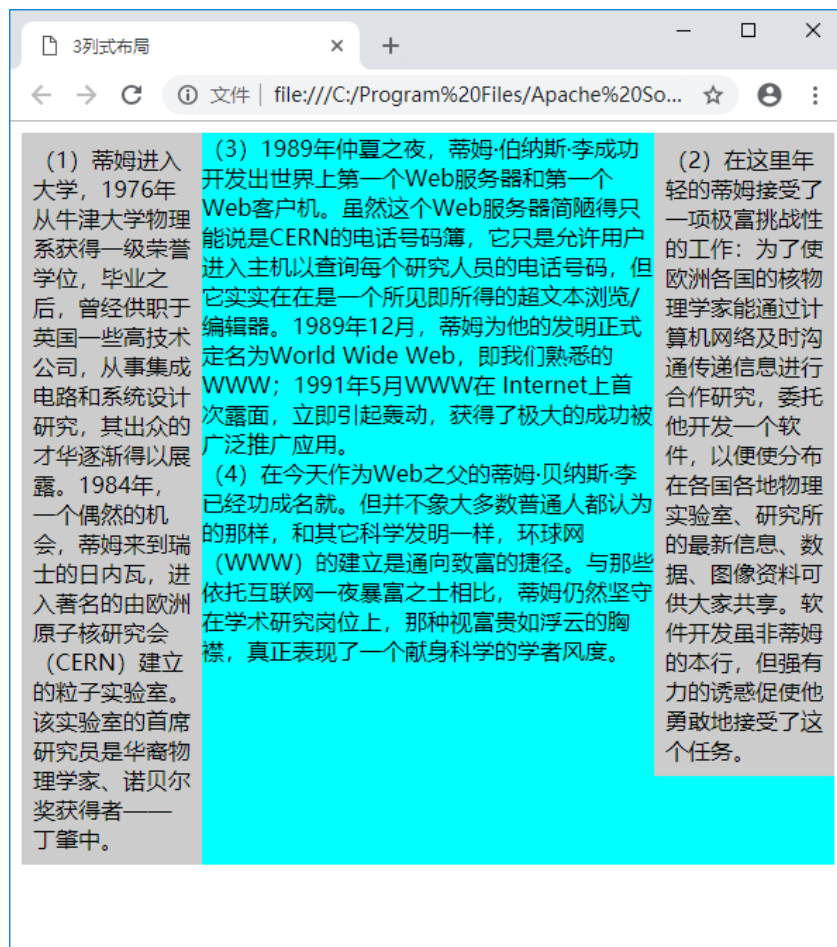 3列式布局
文件 file:///C:/Program%20Files/Apache%20So...
（1）蒂姆进入
大学，1976年
从牛津大学物理
系获得一级荣誉
学位，毕业之
后，曾经供职于
英国一些高技术
公司，从事集成
电路和系统设计
研究，其出众的
才华逐渐得以展
露。1984年，
一个偶然的机
会，蒂姆来到瑞
士的日内瓦，进
入著名的由欧洲
原子核研究会
（CERN）建立
的粒子实验室。
该实验室的首席
研究员是华裔物
理学家、诺贝尔
奖获得者——
丁肇中。
（3）1989年仲夏之夜，蒂姆·伯纳斯·李成功
开发出世界上第一个Web服务器和第一个
Web客户机。虽然这个Web服务器简陋得只
能说是CERN的电话号码簿，它只是允许用户
进入主机以查询每个研究人员的电话号码，但
它实实在在是一个所见即所得的超文本浏览/
编辑器。1989年12月，蒂姆为他的发明正式
定名为World Wide Web，即我们熟悉的
WWW；1991年5月WWW在 Internet上首
次露面，立即引起轰动，获得了极大的成功被
广泛推广应用。
（4）在今天作为Web之父的蒂姆·贝纳斯·李
已经功成名就。但并不象大多数普通人都认为
的那样，和其它科学发明一样，环球网
（WWW）的建立是通向致富的捷径。与那些
依托互联网一夜暴富之士相比，蒂姆仍然坚守
在学术研究岗位上，那种视富贵如浮云的胸
襟，真正表现了一个献身科学的学者风度。
（2）在这里年
轻的蒂姆接受了
一项极富挑战性
的工作：为了使
欧洲各国的核物
理学家能通过计
算机网络及时沟
通传递信息进行
合作研究，委托
他开发一个软
件，以便使分布
在各国各地物理
实验室、研究所
的最新信息、数
据、图像资料可
供大家共享。软
件开发虽非蒂姆
的本行，但强有
力的诱惑促使他
勇敢地接受了这
个任务。